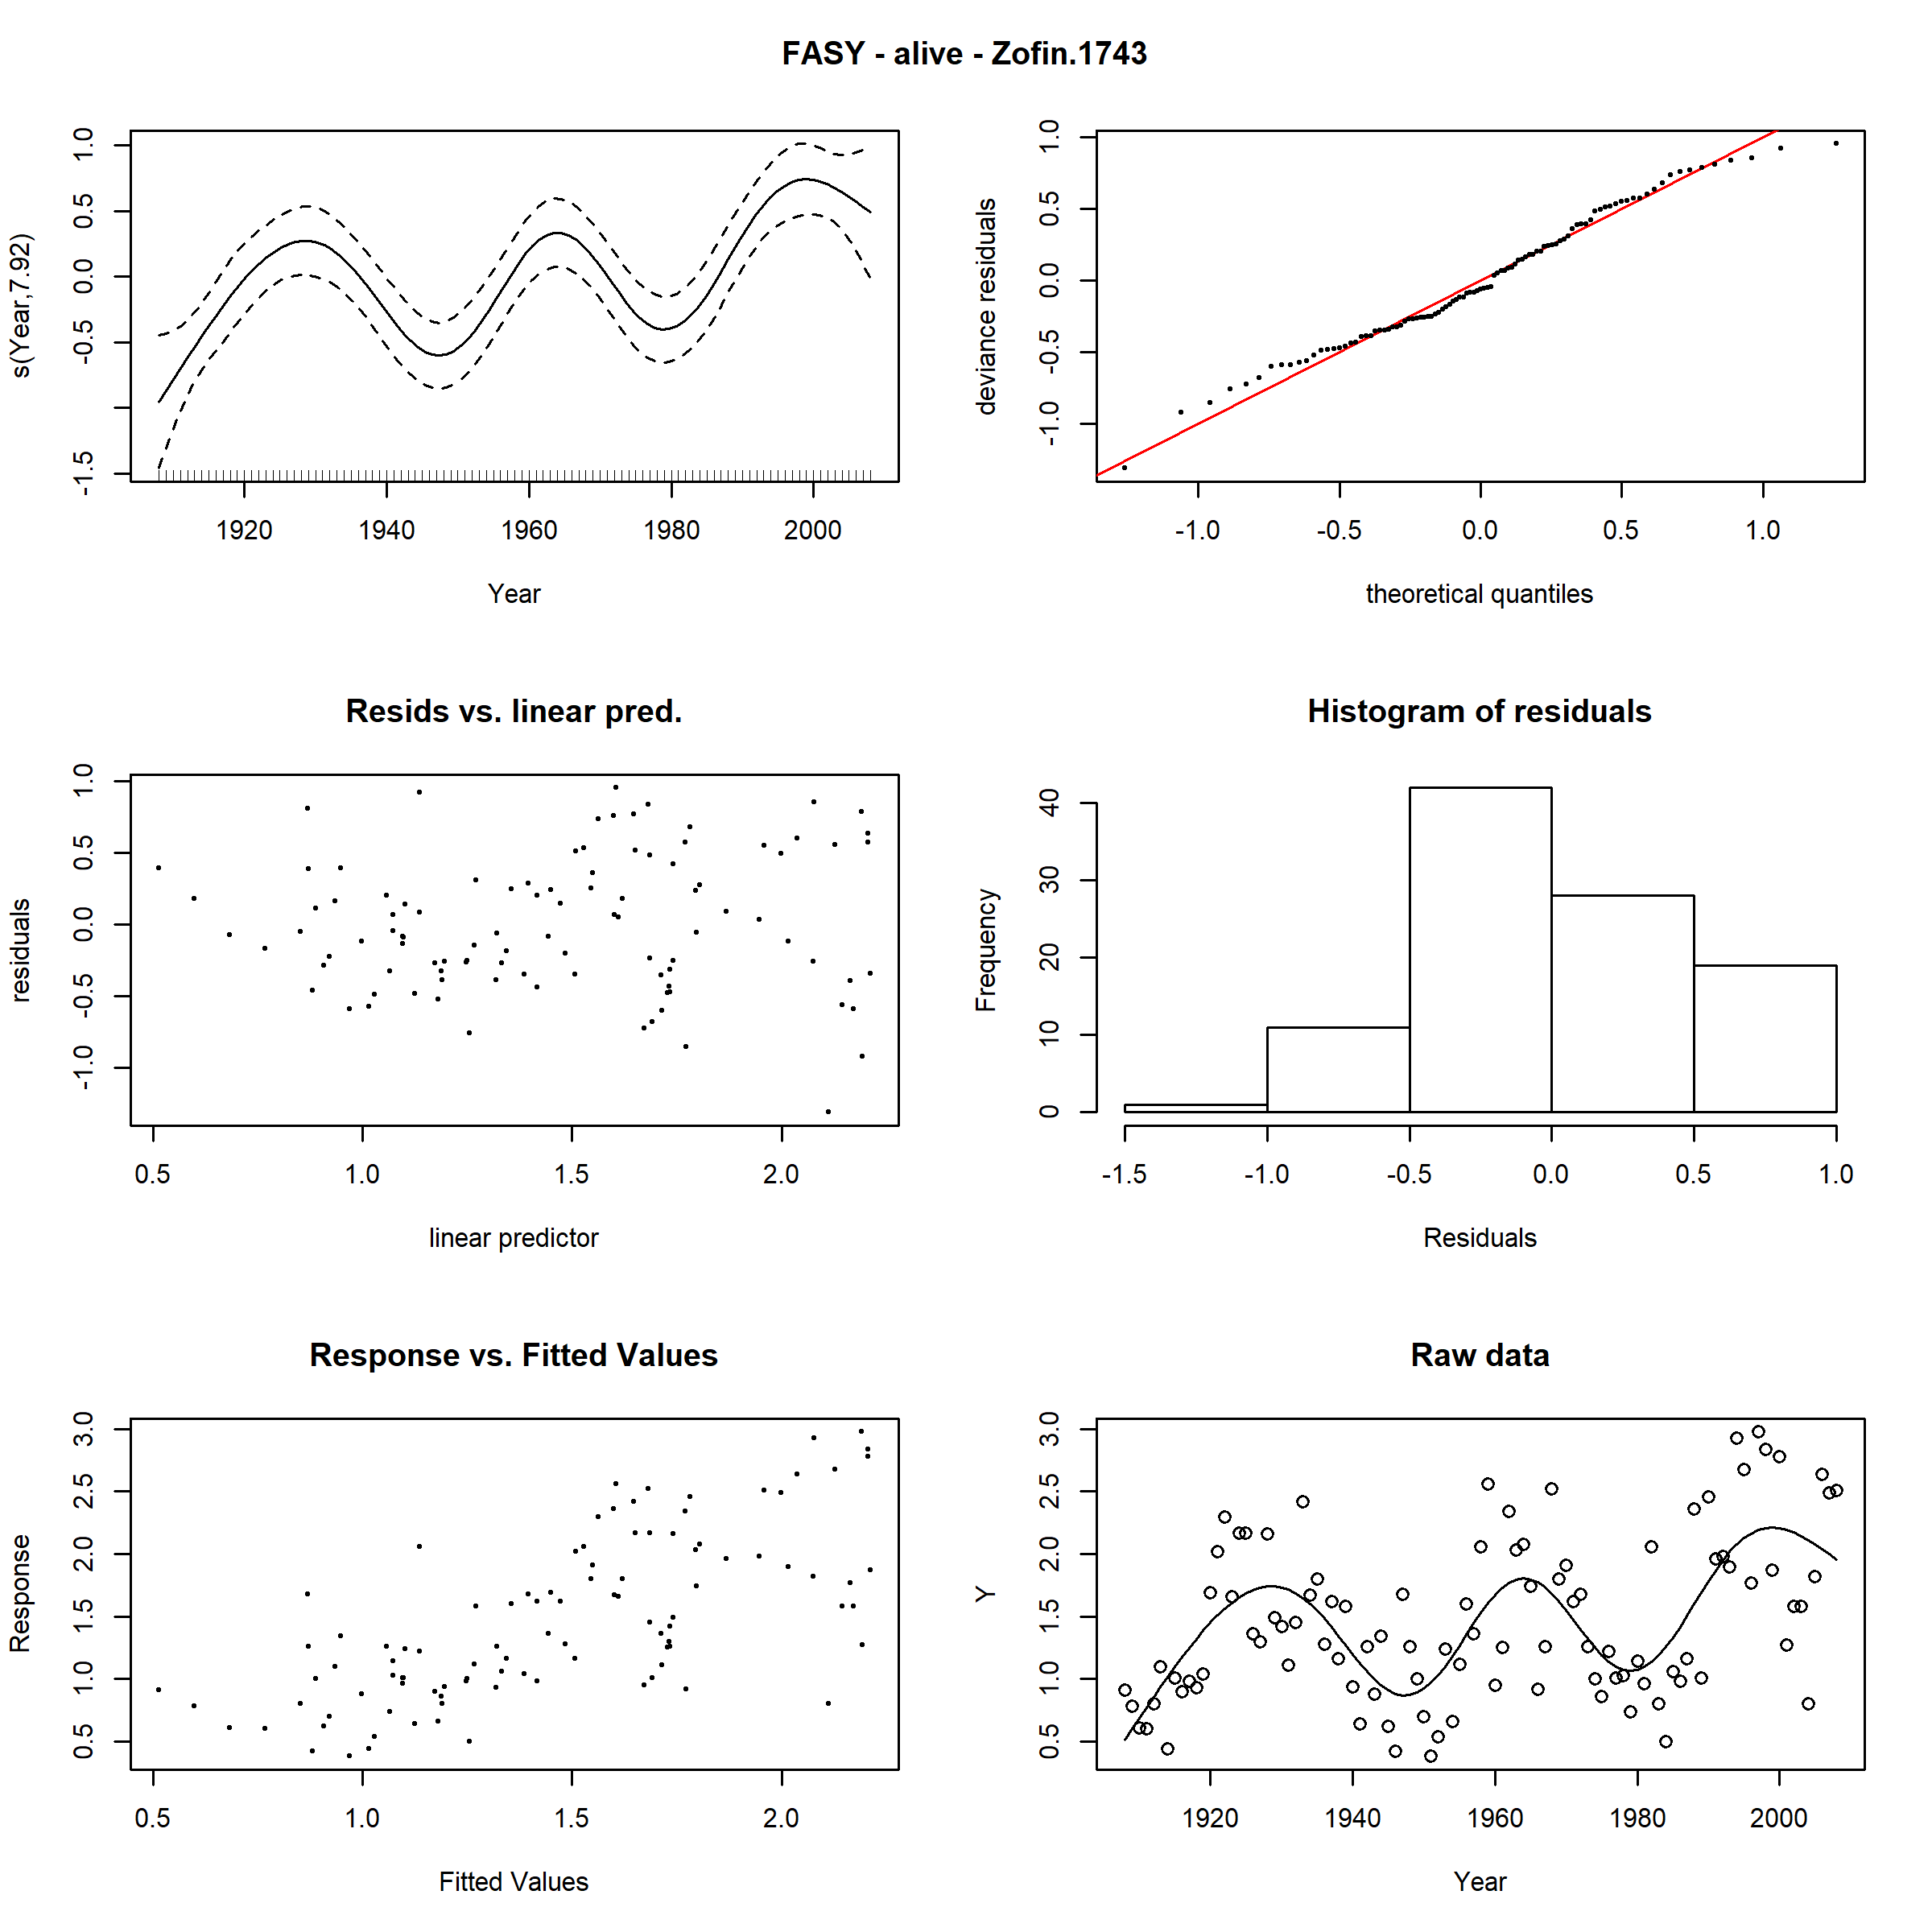 FASY - alive - Zofin.1743
s(Year,7.92)
1.0
0.5
0.0
-0.5
-1.5
1920 1940 1960 1980 2000
Year
deviance residuals
1.0
0.5
0.0
-0.5
-1.0
-1.0 -0.5 0.0 0.5 1.0
theoretical quantiles
Resids vs. linear pred.
residuals
1.0
0.5
0.0
-0.5
-1.0
0.5 1.0 1.5 2.0
linear predictor
Histogram of residuals
Frequency
40
30
20
10
0
-1.5 -1.0 -0.5 0.0 0.5 1.0
Residuals
Response vs. Fitted Values
Response
3.0
2.5
2.0
1.5
1.0
0.5
0.5 1.0 1.5 2.0
Fitted Values
Raw data
Y
3.0
2.5
2.0
1.5
1.0
0.5
1920 1940 1960 1980 2000
Year